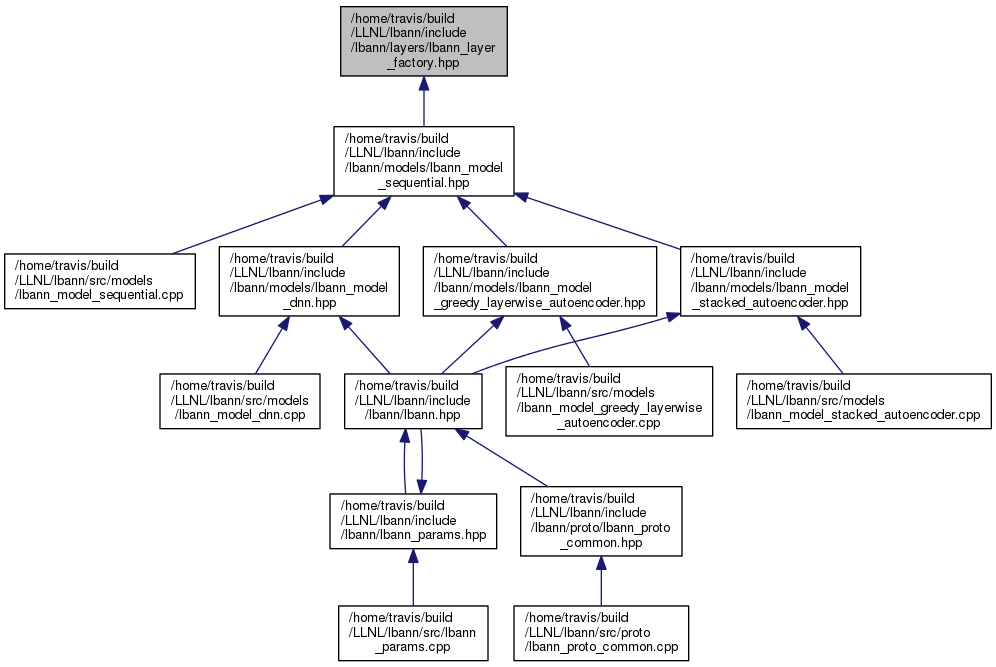 /home/travis/build
/LLNL/lbann/include
/lbann/layers/lbann_layer
_factory.hpp
/home/travis/build
/LLNL/lbann/include
/lbann/models/lbann_model
_sequential.hpp
/home/travis/build
/LLNL/lbann/src/models
/lbann_model_sequential.cpp
/home/travis/build
/LLNL/lbann/include
/lbann/models/lbann_model
_dnn.hpp
/home/travis/build
/LLNL/lbann/include
/lbann/models/lbann_model
_greedy_layerwise_autoencoder.hpp
/home/travis/build
/LLNL/lbann/include
/lbann/models/lbann_model
_stacked_autoencoder.hpp
/home/travis/build
/LLNL/lbann/src/models
/lbann_model_dnn.cpp
/home/travis/build
/LLNL/lbann/include
/lbann/lbann.hpp
/home/travis/build
/LLNL/lbann/src/models
/lbann_model_greedy_layerwise
_autoencoder.cpp
/home/travis/build
/LLNL/lbann/src/models
/lbann_model_stacked_autoencoder.cpp
/home/travis/build
/LLNL/lbann/include
/lbann/lbann_params.hpp
/home/travis/build
/LLNL/lbann/include
/lbann/proto/lbann_proto
_common.hpp
/home/travis/build
/LLNL/lbann/src/lbann
_params.cpp
/home/travis/build
/LLNL/lbann/src/proto
/lbann_proto_common.cpp